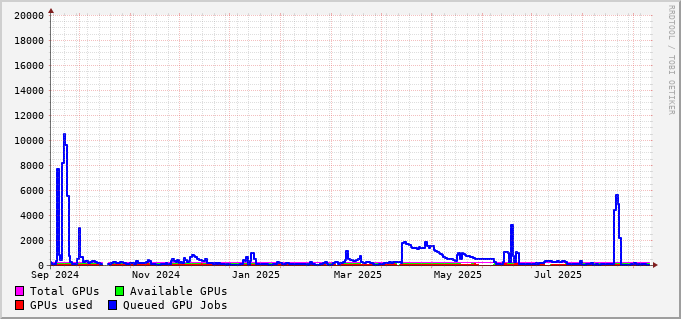 20000
18000
16000
14000
12000
10000
8000
6000
4000
2000
0
Sep 2024 Nov 2024 Jan 2025 Mar 2025 May 2025 Jul 2025
Total GPUs Available GPUs
GPUs used Queued GPU Jobs
RRDTOOL / TOBI OETIKER